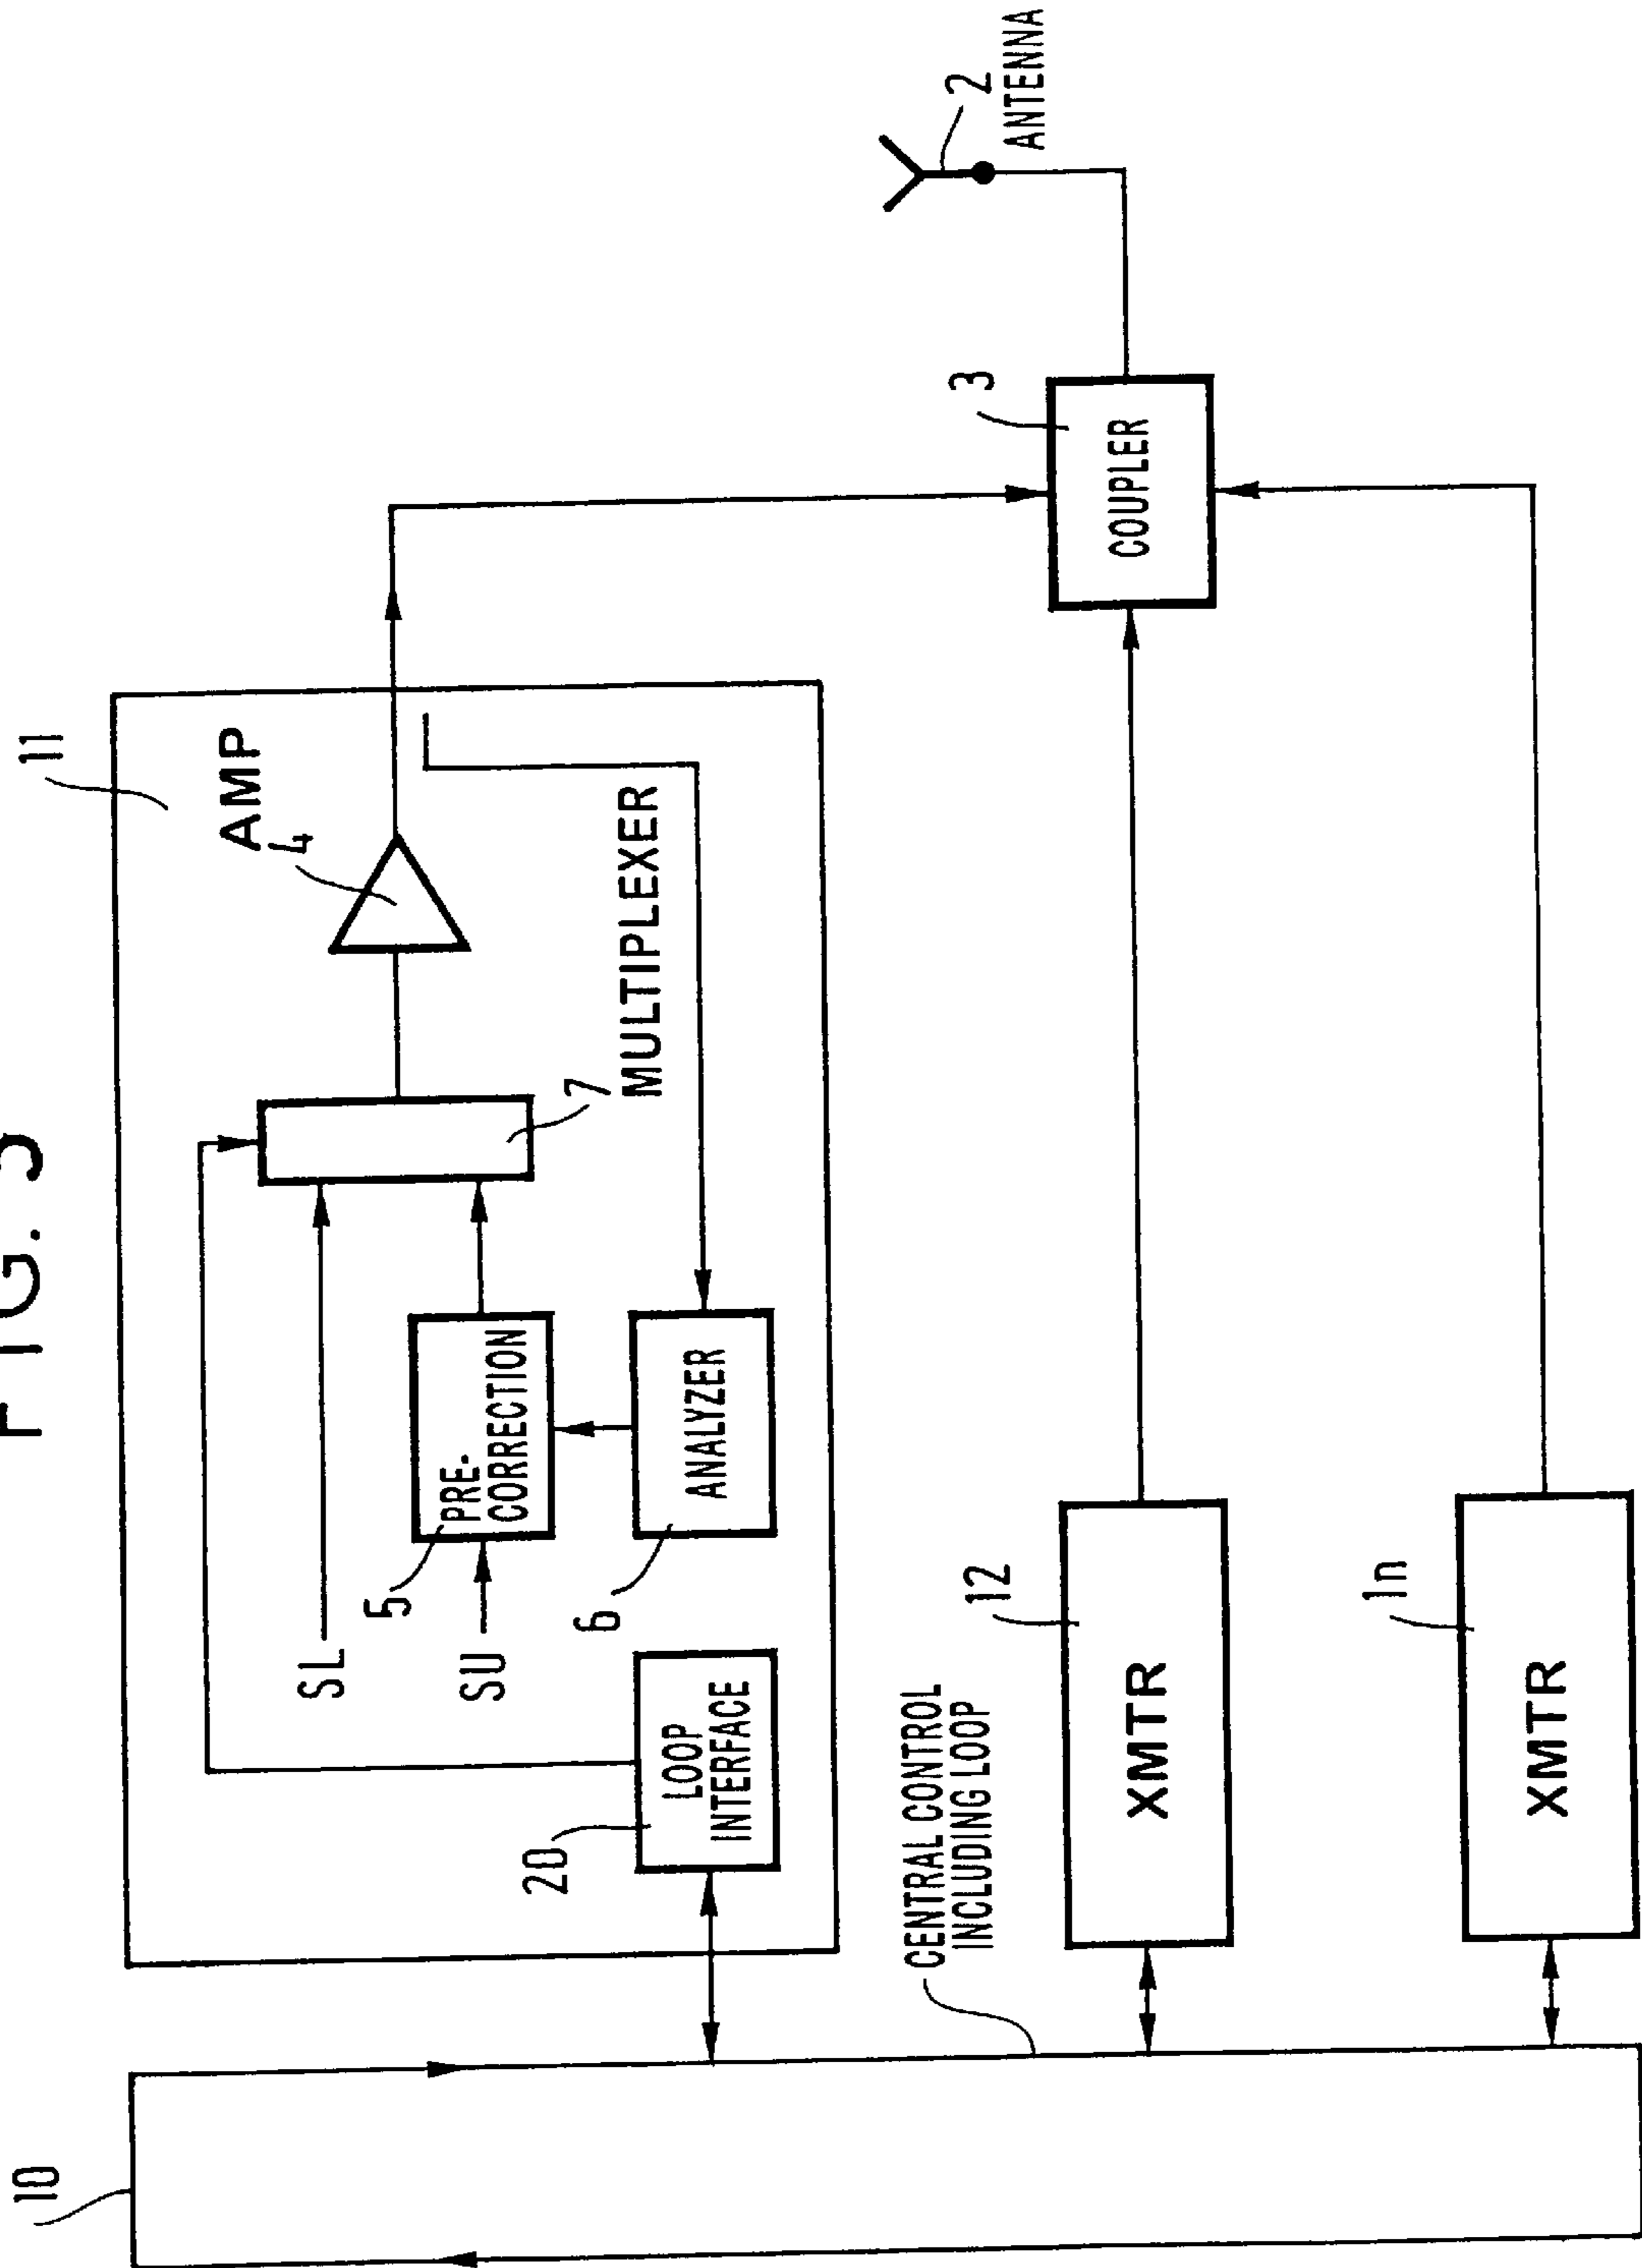 FIG.
10
11
AMP
4
SL
5
PRE-
CORRECTION
SU
20
LOOP
INTERFACE
6
ANALYZER
7
MULTIPLEXER
2
ANTENNA
CENTRAL CONTROL
INCLUDING LOOP
12
XMTR
3
COUPLER
1n
XMTR